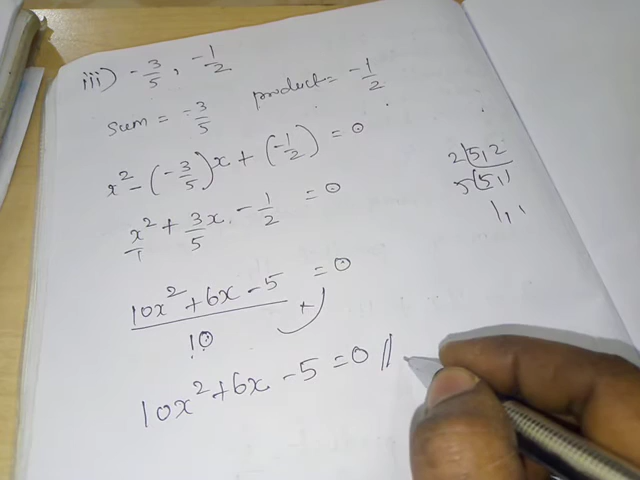 iii) -3/5, -1/2
sum = -3/5 product = -1/2
x² - (-3/5)x + (-1/2) = 0
x²/1 + 3/5 x - 1/2 = 0
2|5,2
5|5,1
1,1
10x² + 6x - 5 / 10 = 0
10x² + 6x - 5 = 0 //